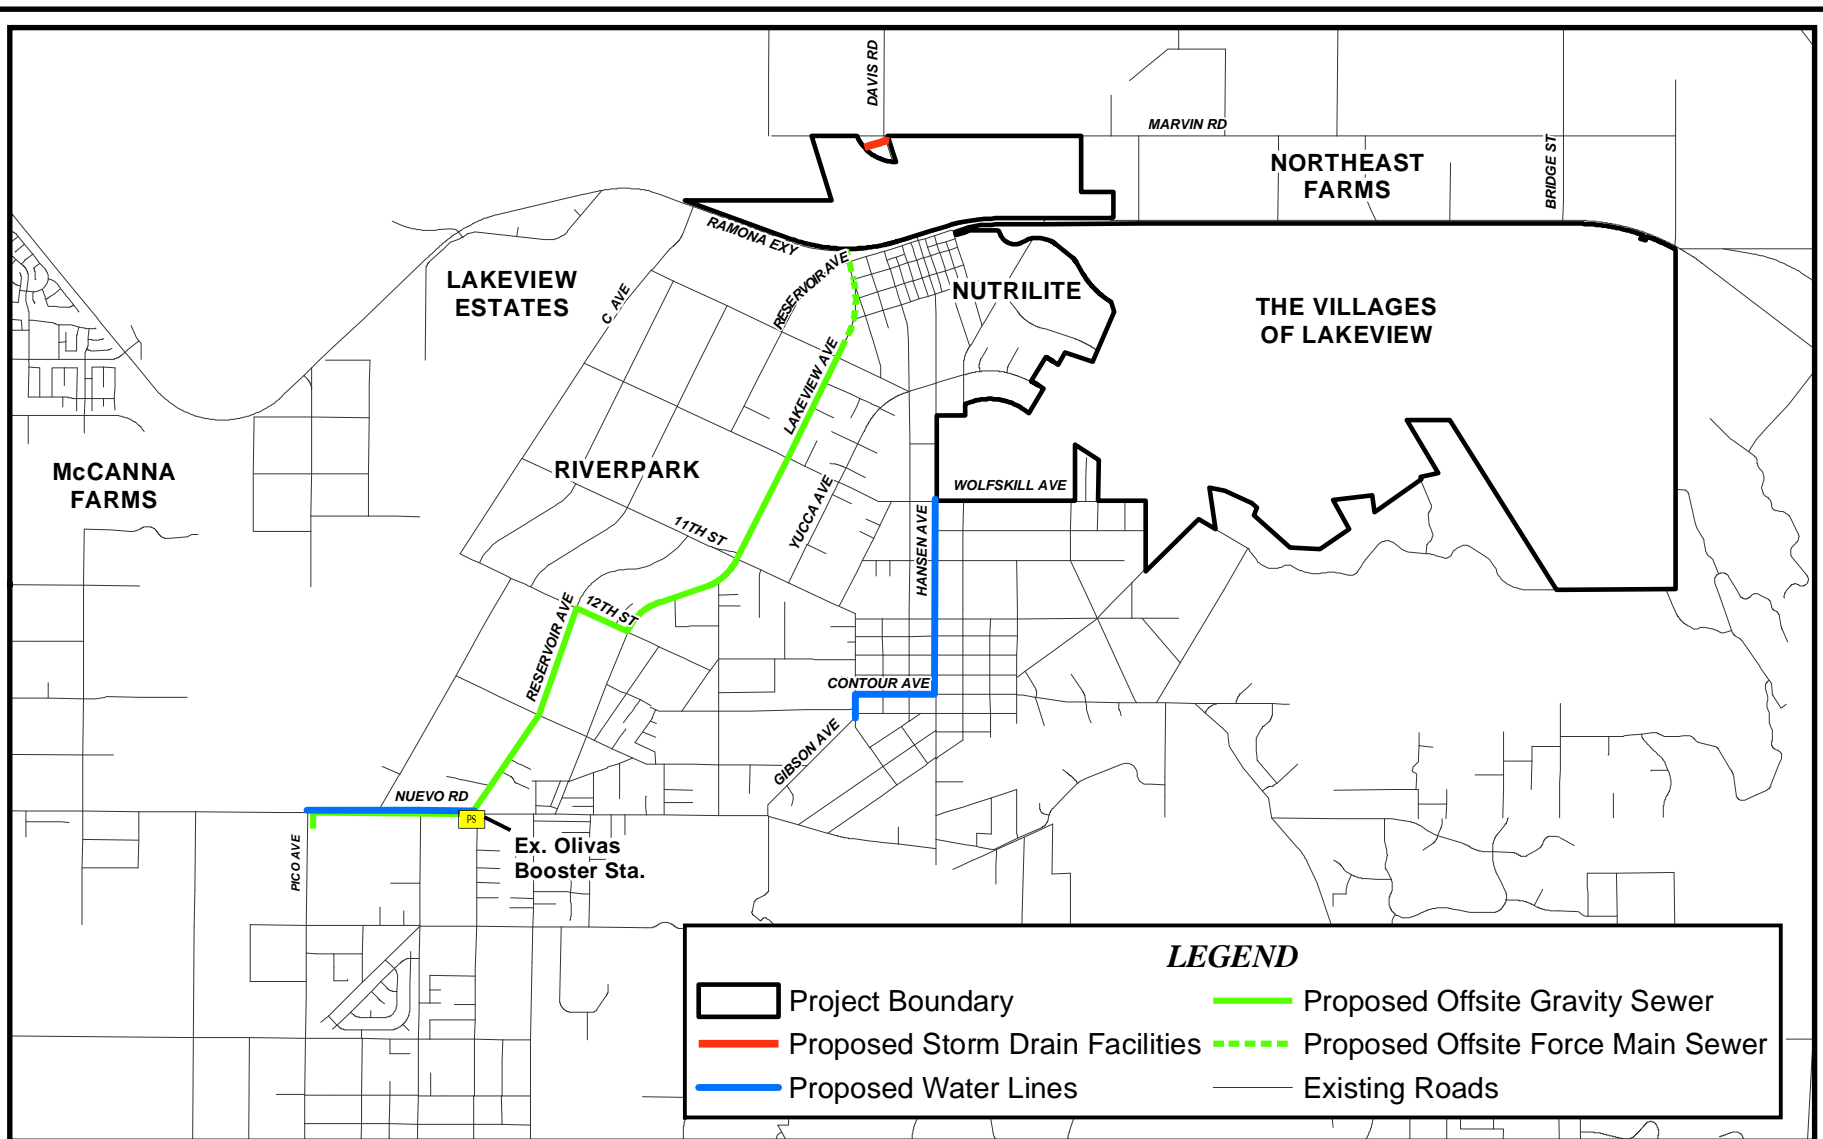 DAVIS RD
MARVIN RD
BRIDGE ST
NORTHEAST
FARMS
RAMONA EXY
LAKEVIEW
ESTATES
C. AVE
RESERVOIR AVE
NUTRILITE
THE VILLAGES
OF LAKEVIEW
LAKEVIEW AVE
McCANNA
FARMS
RIVERPARK
YUCCA AVE
WOLFSKILL AVE
11TH ST
HANSEN AVE
12TH ST
RESERVOIR AVE
CONTOUR AVE
GIBSON AVE
NUEVO RD
PS
Ex. Olivas
Booster Sta.
PICO AVE
LEGEND
Project Boundary
Proposed Offsite Gravity Sewer
Proposed Storm Drain Facilities
Proposed Offsite Force Main Sewer
Proposed Water Lines
Existing Roads